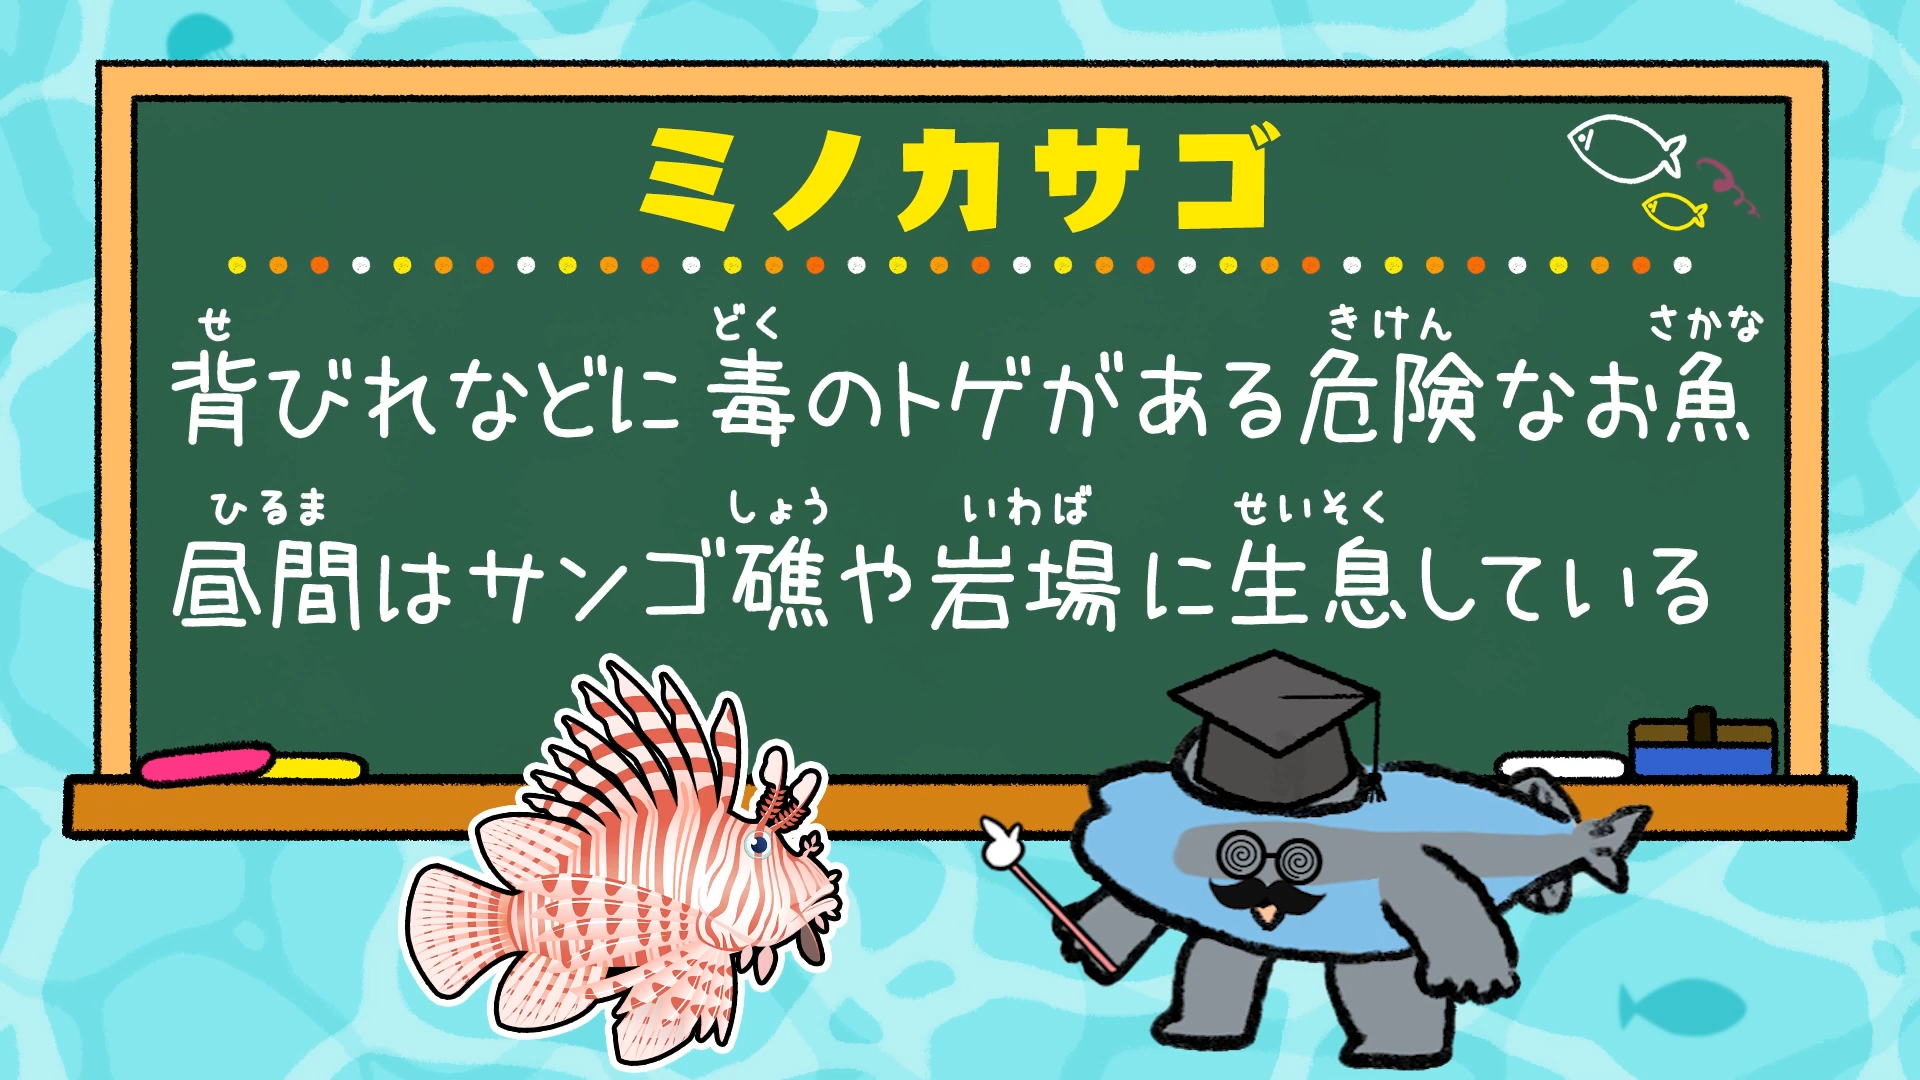 ミノカサゴ
せ どく きけん さかな
背びれなどに毒のトゲがある危険なお魚
ひるま しょう いわば せいそく
昼間はサンゴ礁や岩場に生息している